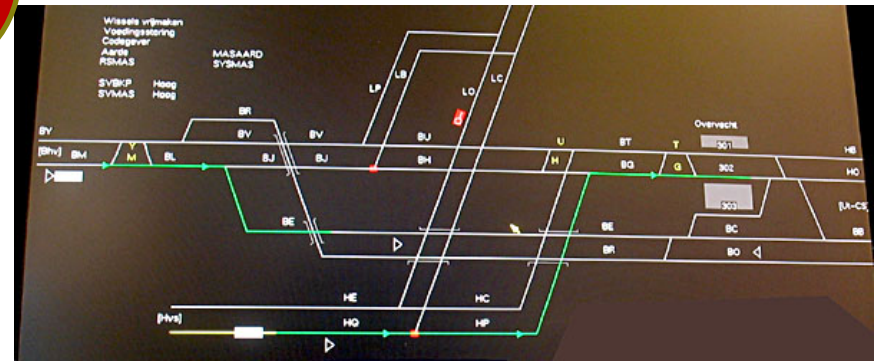 Wissels vrijmaken
Voedingsstoring
Codegever
Aarde MASAARD
RSMAS SYSMAS
SVBKP Hoog
SVMAS Hoog
LP LB LO LC
BR
BV BV BV BU U BT T Overvecht 301 HB
Y
[Bhv] BM M BL BJ BJ BH H BG G 302 HO
303 [Ut-CS]
BE BE BC BB
BR BO
HE HC
[Hvs] HQ HP